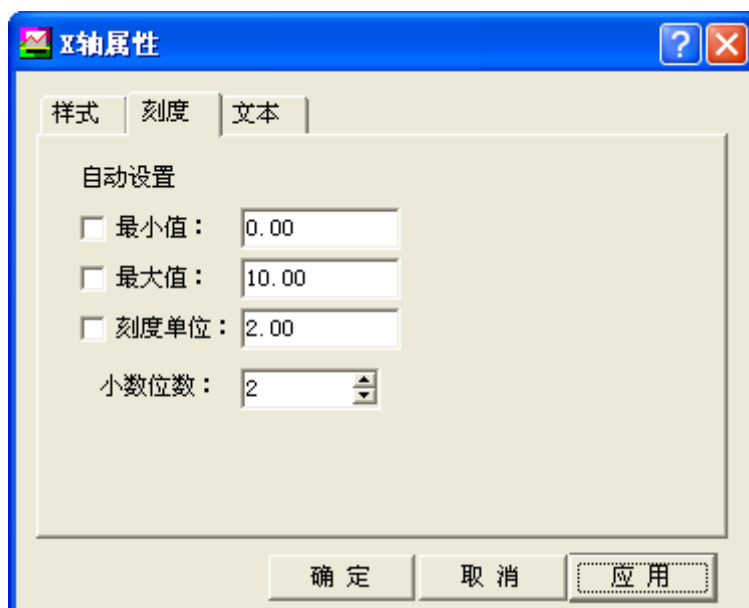 X轴属性
样式 刻度 文本
自动设置
最小值： 0.00
最大值： 10.00
刻度单位： 2.00
小数位数： 2
确 定 取 消 应 用